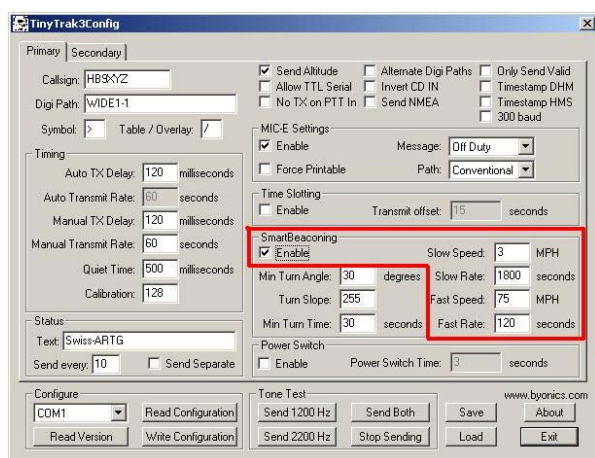 TinyTrak3Config
Primary Secondary
Callsign: HB9XYZ
Digi Path: WIDE1-1
Symbol: > Table / Overlay: /
Timing
Auto TX Delay: 120 milliseconds
Auto Transmit Rate: 60 seconds
Manual TX Delay: 120 milliseconds
Manual Transmit Rate: 60 seconds
Quiet Time: 500 milliseconds
Calibration: 128
Status
Text: Swiss-ARTG
Send every: 10 Send Separate
Send Altitude Alternate Digi Paths Only Send Valid
Allow TTL Serial Invert CD IN Timestamp DHM
No TX on PTT In Send NMEA Timestamp HMS
300 baud
MIC-E Settings
Enable Message: Off Duty
Force Printable Path: Conventional
Time Slotting
Enable Transmit offset: 15 seconds
SmartBeaconing
Enable Slow Speed: 3 MPH
Min Turn Angle: 30 degrees Slow Rate: 1800 seconds
Turn Slope: 255 Fast Speed: 75 MPH
Min Turn Time: 30 seconds Fast Rate: 120 seconds
Power Switch
Enable Power Switch Time: 3 seconds
Configure
COM1 Read Configuration
Read Version Write Configuration
Tone Test
Send 1200 Hz Send Both
Send 2200 Hz Stop Sending
www.byonics.com
Save About
Load Exit